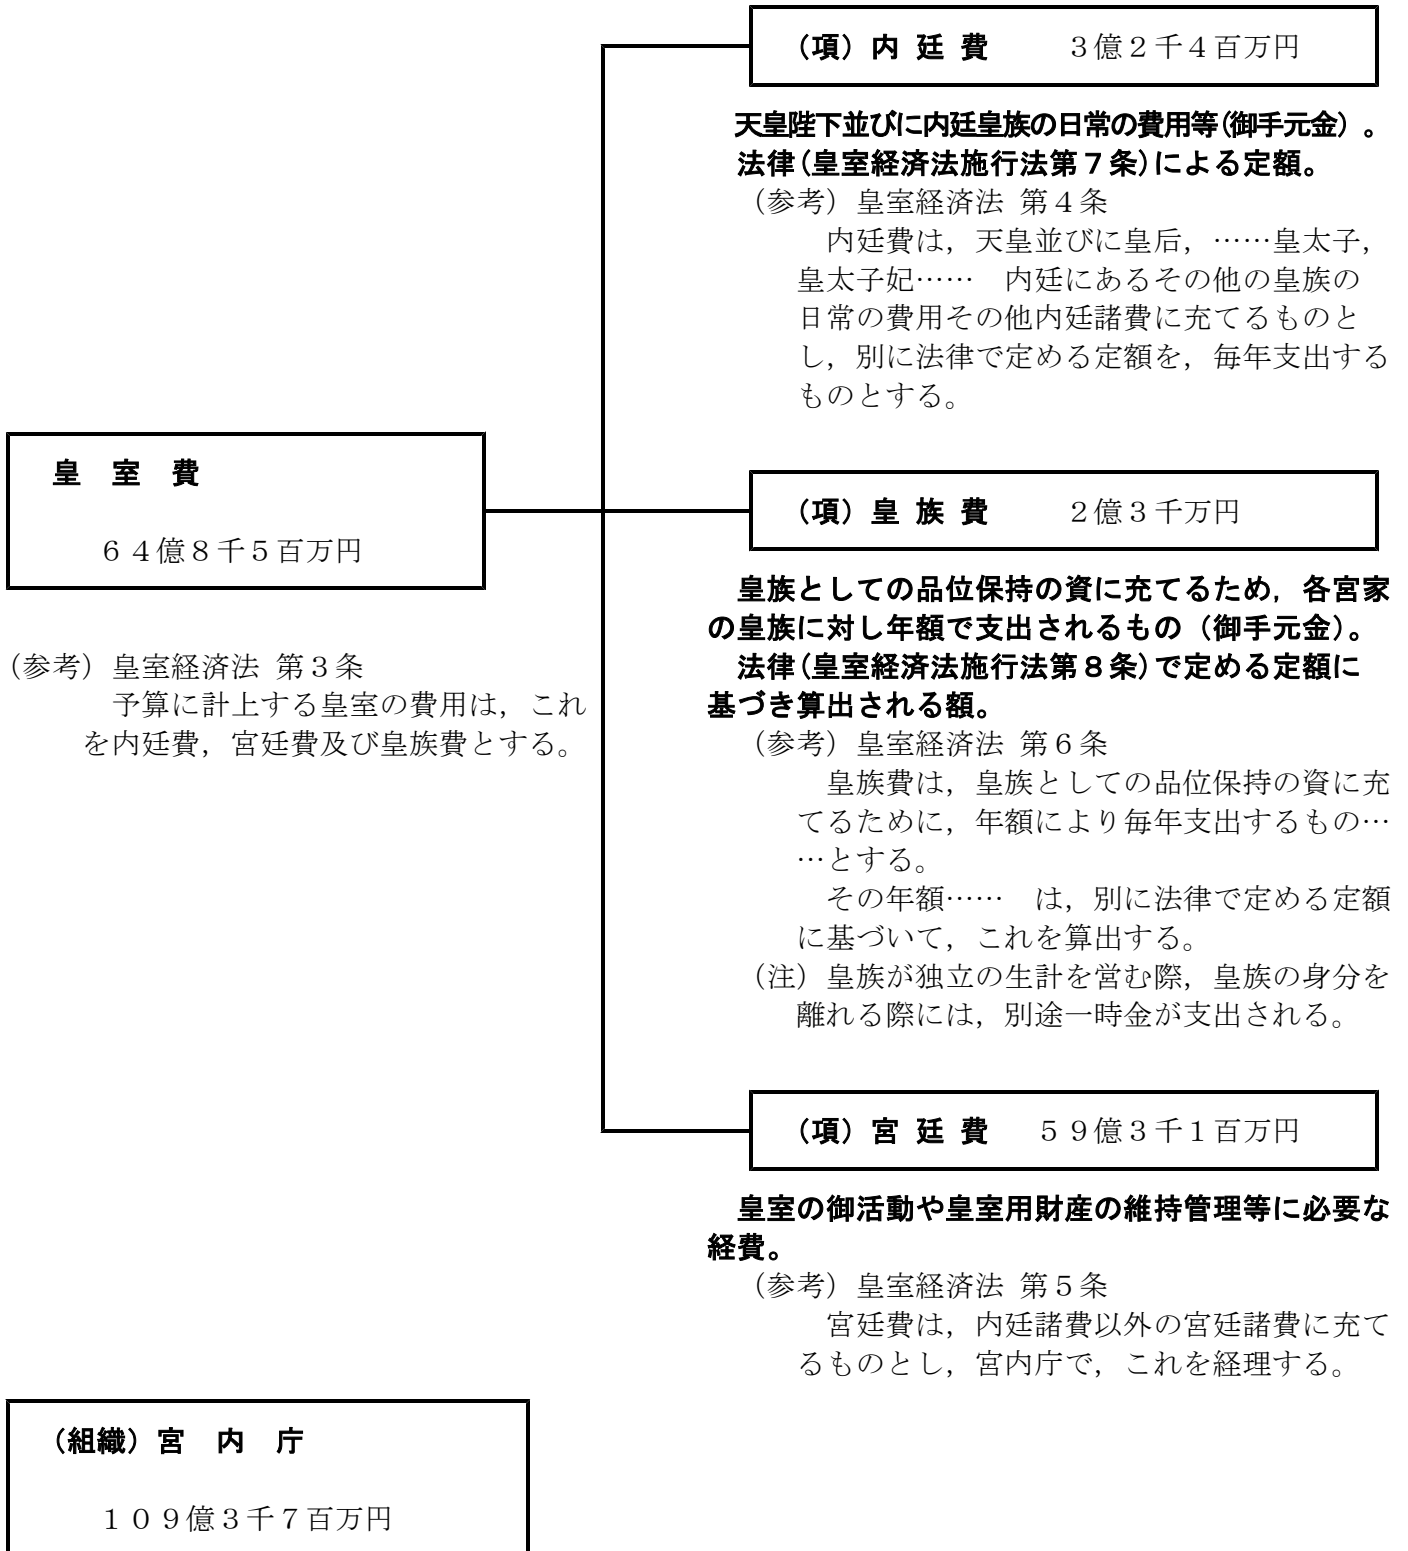 （項）内 廷 費　　３億２千４百万円
天皇陛下並びに内廷皇族の日常の費用等（御手元金）。
法律（皇室経済法施行法第７条）による定額。
（参考）皇室経済法 第４条
内廷費は，天皇並びに皇后，……皇太子，
皇太子妃……　内廷にあるその他の皇族の
日常の費用その他内廷諸費に充てるものと
し，別に法律で定める定額を，毎年支出する
ものとする。
皇　室　費
６４億８千５百万円
（参考）皇室経済法 第３条
予算に計上する皇室の費用は，これ
を内廷費，宮廷費及び皇族費とする。
（項）皇 族 費　　２億３千万円
皇族としての品位保持の資に充てるため，各宮家
の皇族に対し年額で支出されるもの（御手元金）。
法律（皇室経済法施行法第８条）で定める定額に
基づき算出される額。
（参考）皇室経済法 第６条
皇族費は，皇族としての品位保持の資に充
てるために，年額により毎年支出するもの…
…とする。
その年額……　は，別に法律で定める定額
に基づいて，これを算出する。
（注）皇族が独立の生計を営む際，皇族の身分を
離れる際には，別途一時金が支出される。
（項）宮 廷 費　５９億３千１百万円
皇室の御活動や皇室用財産の維持管理等に必要な
経費。
（参考）皇室経済法 第５条
宮廷費は，内廷諸費以外の宮廷諸費に充て
るものとし，宮内庁で，これを経理する。
（組織）宮　内　庁
１０９億３千７百万円